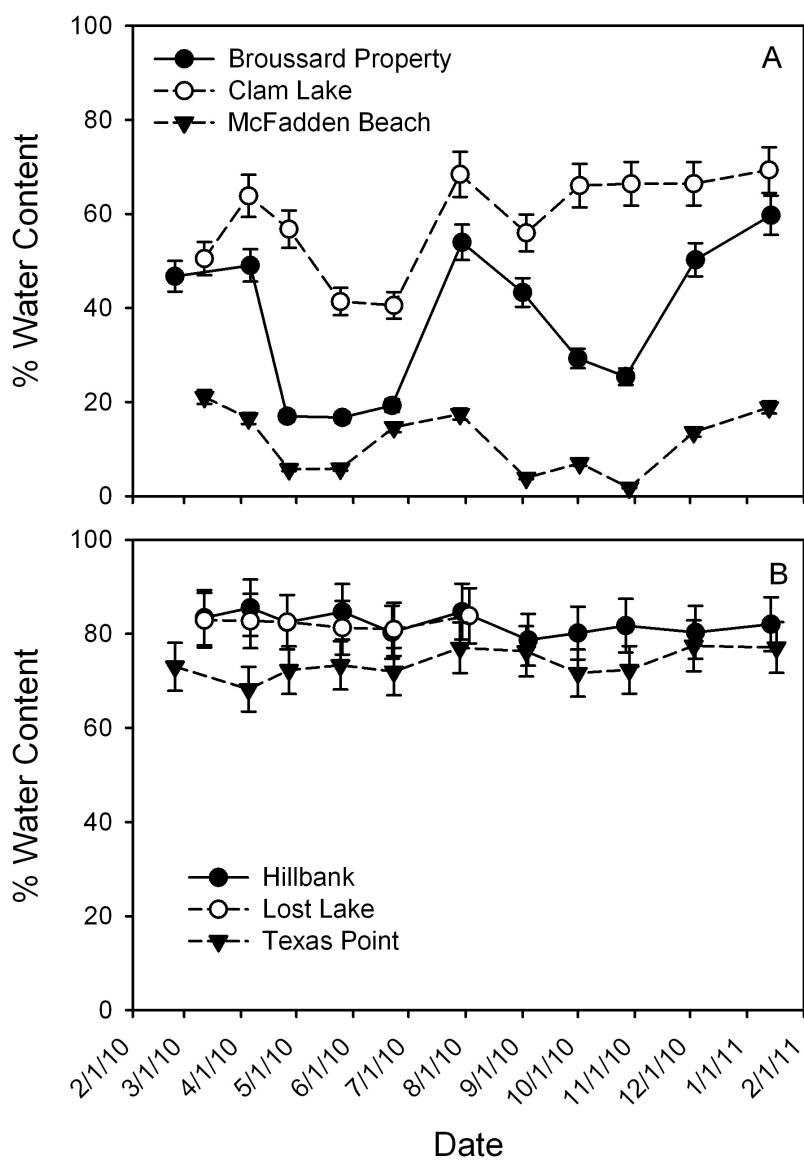 100
80
60
40
20
0
% Water Content
Broussard Property
Clam Lake
McFadden Beach
A
100
80
60
40
20
0
% Water Content
B
Hillbank
Lost Lake
Texas Point
2/1/10
3/1/10
4/1/10
5/1/10
6/1/10
7/1/10
8/1/10
9/1/10
10/1/10
11/1/10
12/1/10
1/1/11
2/1/11
Date